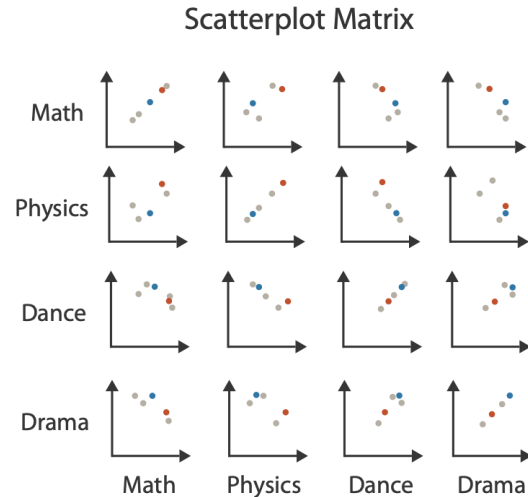 Scatterplot Matrix
Math
Physics
Dance
Drama
Math Physics Dance Drama